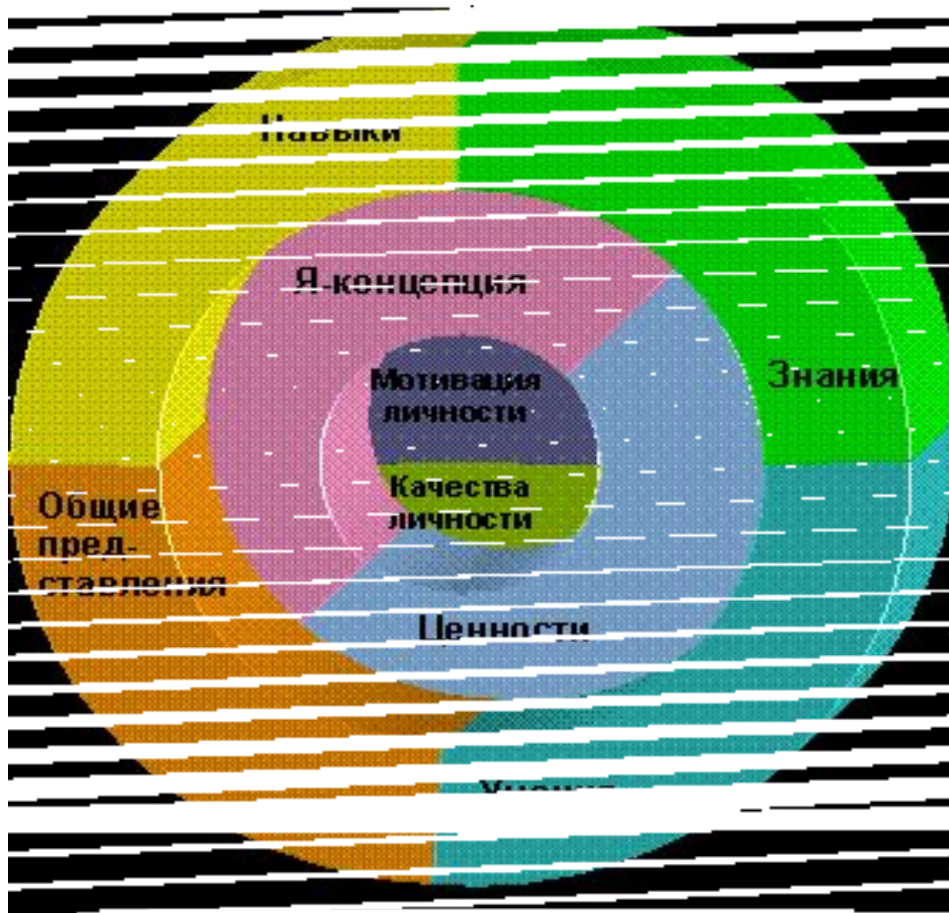 Навыки
Я-концепция
Знания
Мотивация
личности
Качества
личности
Общие
пред-
ставления
Ценности